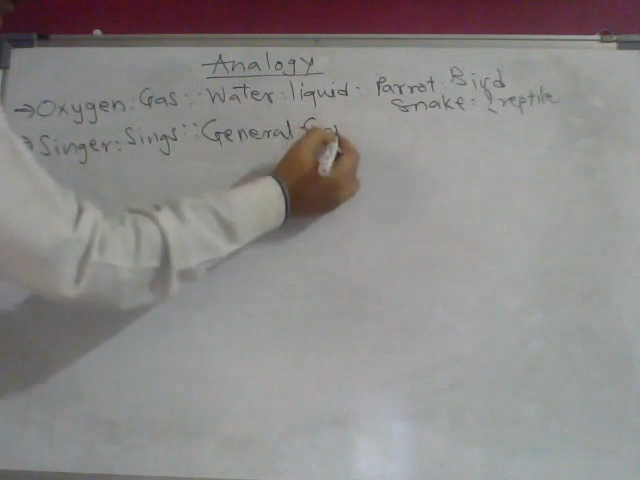 Analogy
→ Oxygen : Gas :: Water : liquid : Parrot : Bird
Snake : reptile
→ Singer : Sings :: General